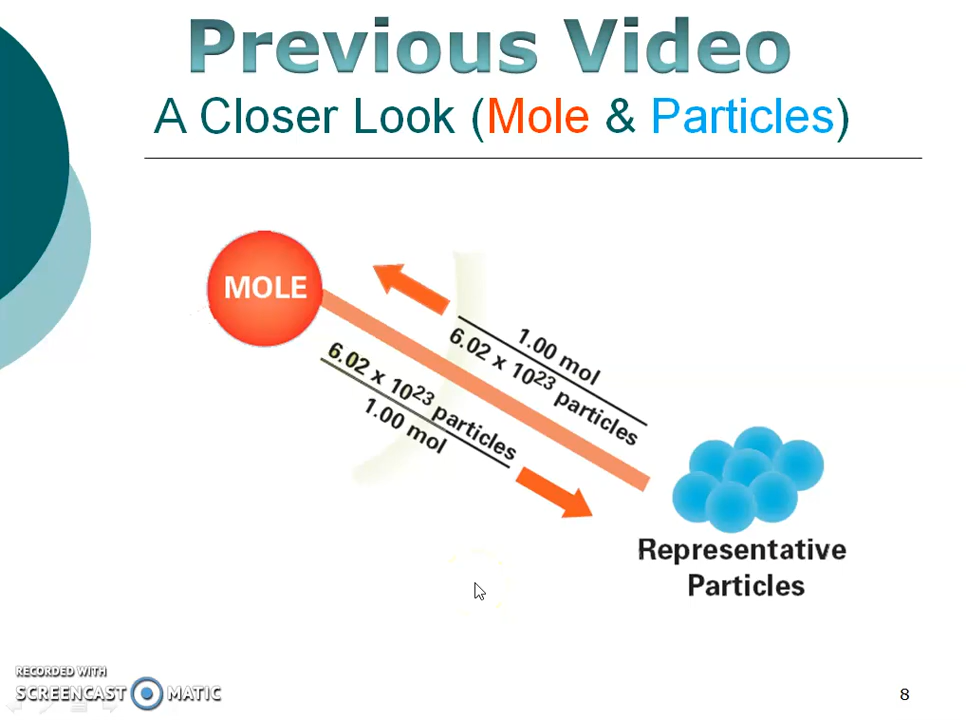 Previous Video
A Closer Look (Mole & Particles)
MOLE
1.00 mol
6.02 x 10²³ particles
6.02 x 10²³ particles
1.00 mol
Representative
Particles
RECORDED WITH
SCREENCAST MATIC
8